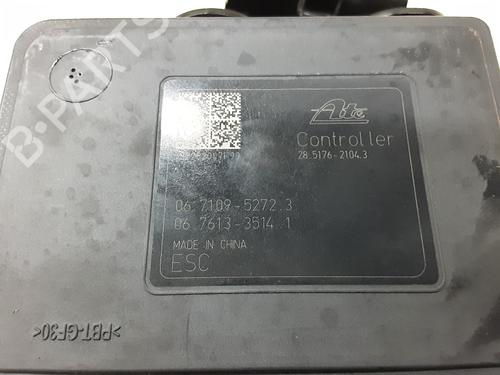 Ate
Controller
28.5176-2104.3
06.7109-5272.3
06.7613-3514.1
MADE IN CHINA
ESC
>PBT-GF30<
B-PARTS